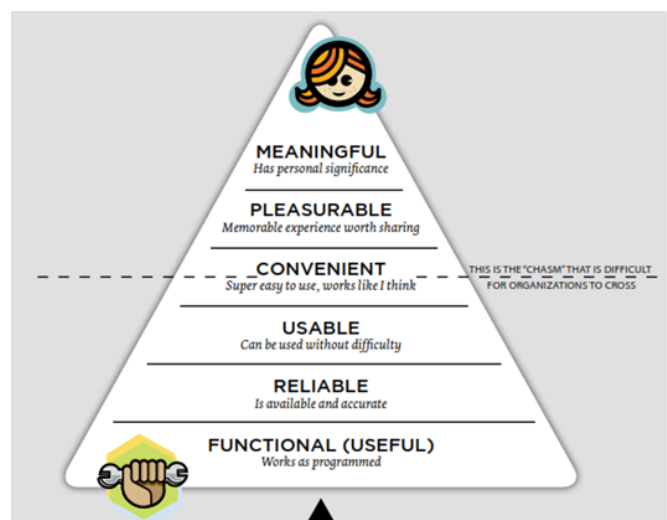 MEANINGFUL
Has personal significance
PLEASURABLE
Memorable experience worth sharing
CONVENIENT
Super easy to use, works like I think
THIS IS THE "CHASM" THAT IS DIFFICULT
FOR ORGANIZATIONS TO CROSS
USABLE
Can be used without difficulty
RELIABLE
Is available and accurate
FUNCTIONAL (USEFUL)
Works as programmed